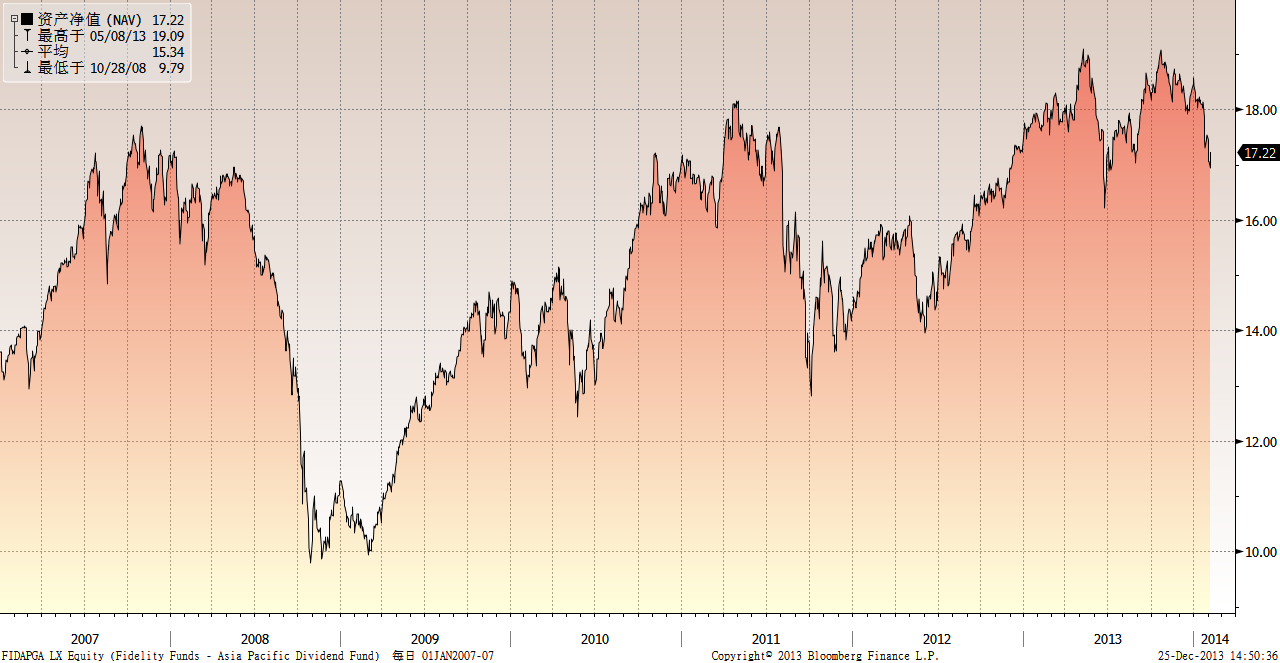 资产净值 (NAV) 17.22
最高于 05/08/13 19.09
平均 15.34
最低于 10/28/08 9.79
18.00
17.22
16.00
14.00
12.00
10.00
2007 2008 2009 2010 2011 2012 2013 2014
FIDAPGA LX Equity (Fidelity Funds - Asia Pacific Dividend Fund) 每日 01JAN2007-07 Copyright© 2013 Bloomberg Finance L.P. 25-Dec-2013 14:50:36